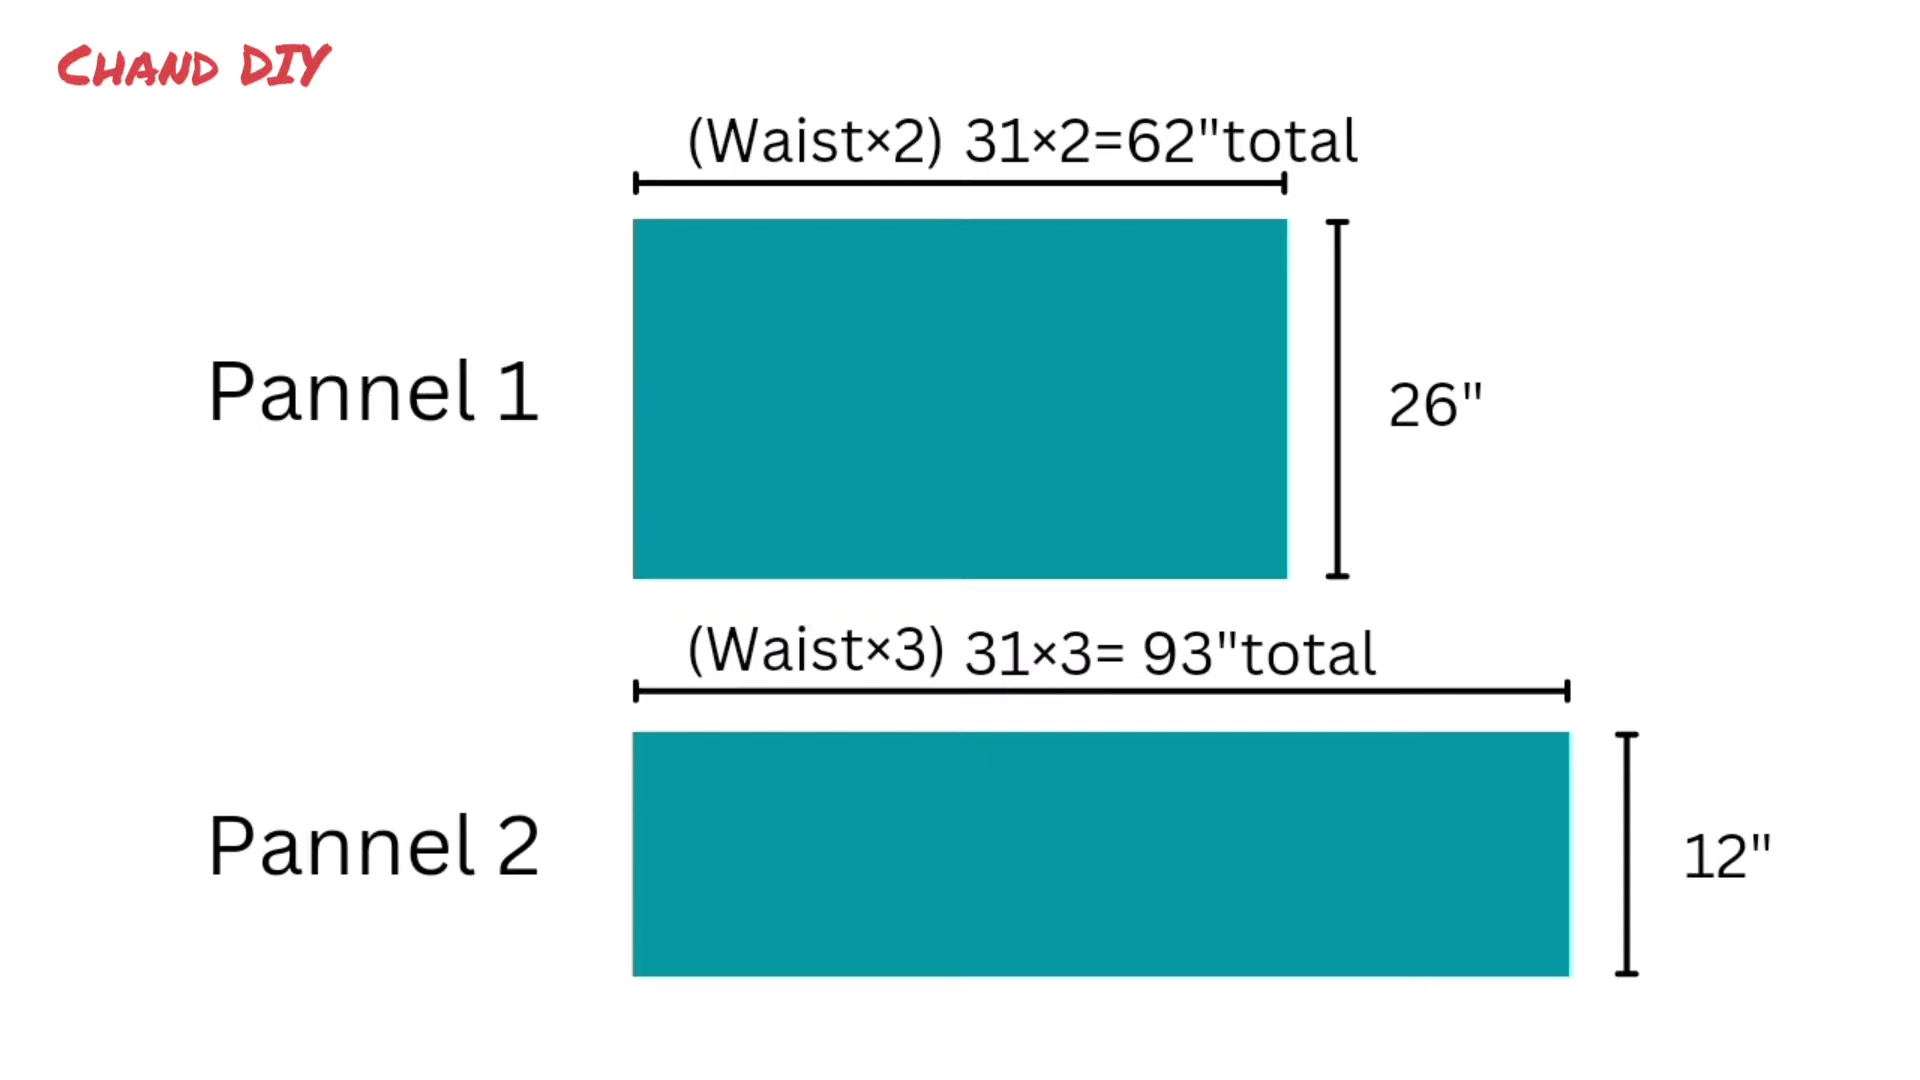 Chand DIY
(Waist×2) 31×2=62"total
Pannel 1
26"
(Waist×3) 31×3= 93"total
Pannel 2
12"